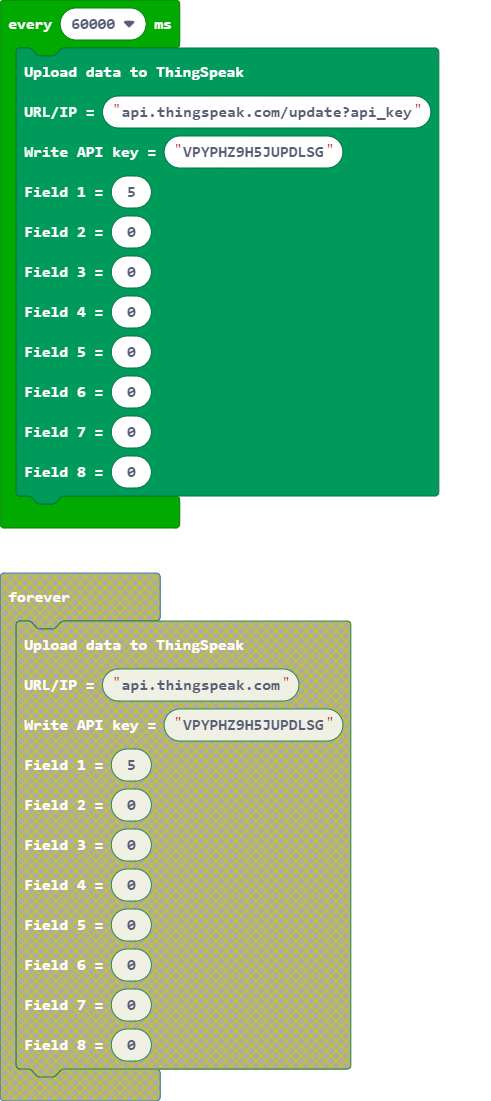 every 60000 ms
Upload data to ThingSpeak
URL/IP = "api.thingspeak.com/update?api_key"
Write API key = "VPYPHZ9H5JUPDLSG"
Field 1 = 5
Field 2 = 0
Field 3 = 0
Field 4 = 0
Field 5 = 0
Field 6 = 0
Field 7 = 0
Field 8 = 0
forever
Upload data to ThingSpeak
URL/IP = "api.thingspeak.com"
Write API key = "VPYPHZ9H5JUPDLSG"
Field 1 = 5
Field 2 = 0
Field 3 = 0
Field 4 = 0
Field 5 = 0
Field 6 = 0
Field 7 = 0
Field 8 = 0